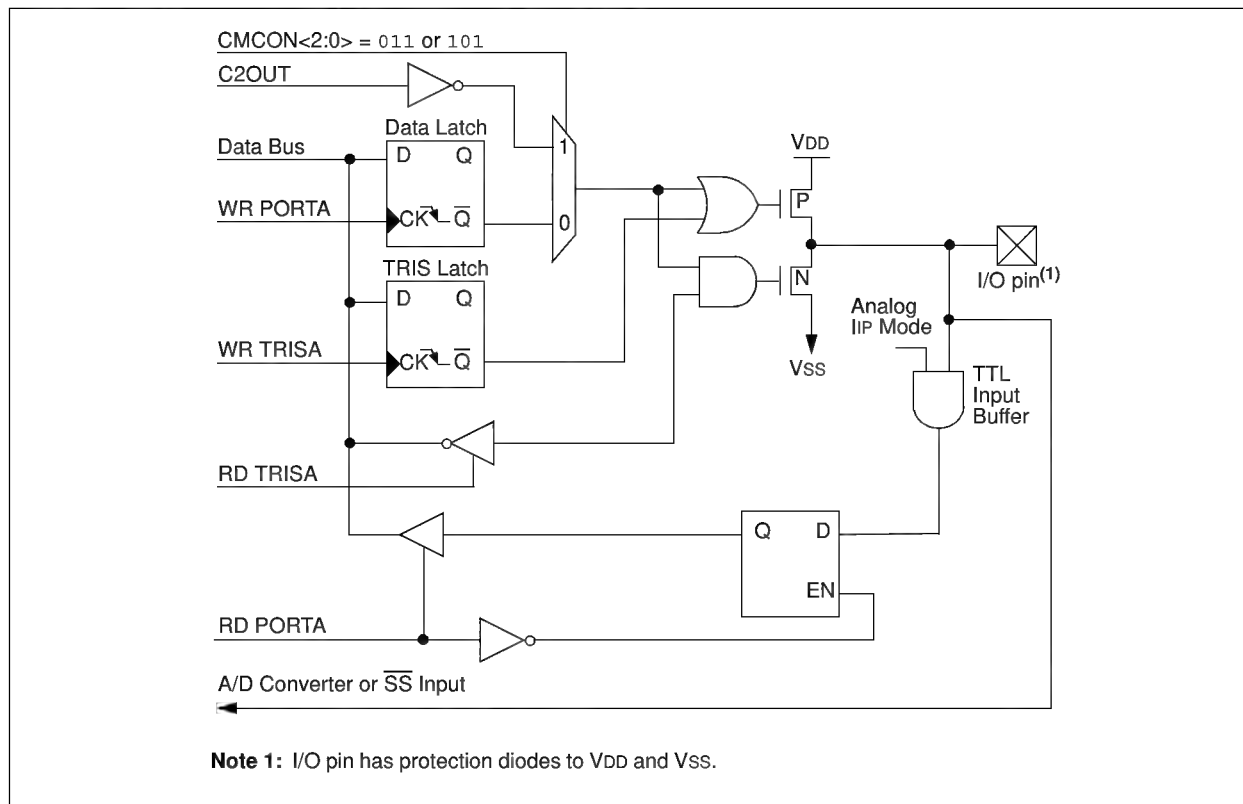 CMCON<2:0> = 011 or 101
C2OUT
Data Bus
Data Latch
D Q
WR PORTA
CK Q̅
1
0
VDD
P
N
VSS
I/O pin(1)
TRIS Latch
D Q
WR TRISA
CK Q̅
Analog
IIP Mode
TTL
Input
Buffer
RD TRISA
Q D
EN
RD PORTA
A/D Converter or S̅S̅ Input
Note 1: I/O pin has protection diodes to VDD and VSS.